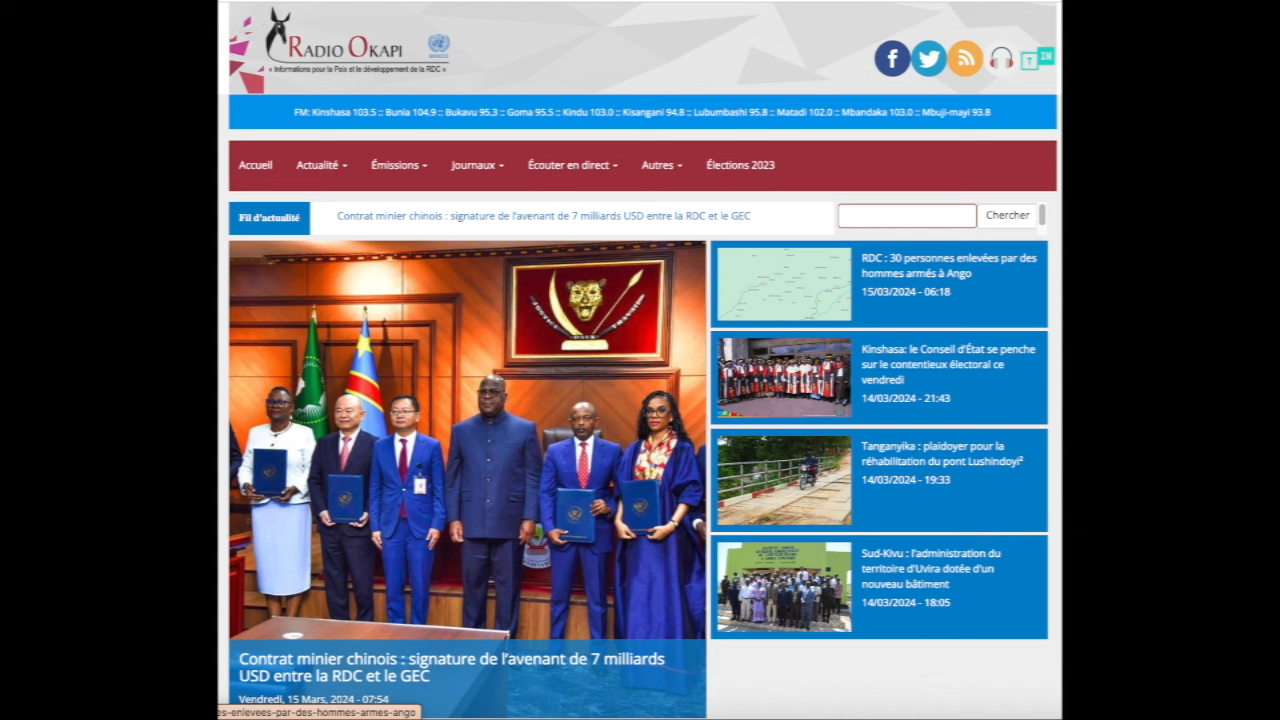 RADIO OKAPI
« Informations pour la Paix et le développement de la RDC »
T IN
FM: Kinshasa 103.5 :: Bunia 104.9 :: Bukavu 95.3 :: Goma 95.5 :: Kindu 103.0 :: Kisangani 94.8 :: Lubumbashi 95.8 :: Matadi 102.0 :: Mbandaka 103.0 :: Mbuji-mayi 93.8
Accueil Actualité Émissions Journaux Écouter en direct Autres Élections 2023
Fil d'actualité Contrat minier chinois : signature de l'avenant de 7 milliards USD entre la RDC et le GEC Chercher
JUSTICE PAIX TRAVAIL
Contrat minier chinois : signature de l'avenant de 7 milliards
USD entre la RDC et le GEC
Vendredi, 15 Mars, 2024 - 07:54
RDC : 30 personnes enlevées par des
hommes armés à Ango
15/03/2024 - 06:18
Kinshasa: le Conseil d'État se penche
sur le contentieux électoral ce
vendredi
14/03/2024 - 21:43
Tanganyika : plaidoyer pour la
réhabilitation du pont Lushindoyi²
14/03/2024 - 19:33
Sud-Kivu : l'administration du
territoire d'Uvira dotée d'un
nouveau bâtiment
14/03/2024 - 18:05
es-enlevees-par-des-hommes-armes-ango